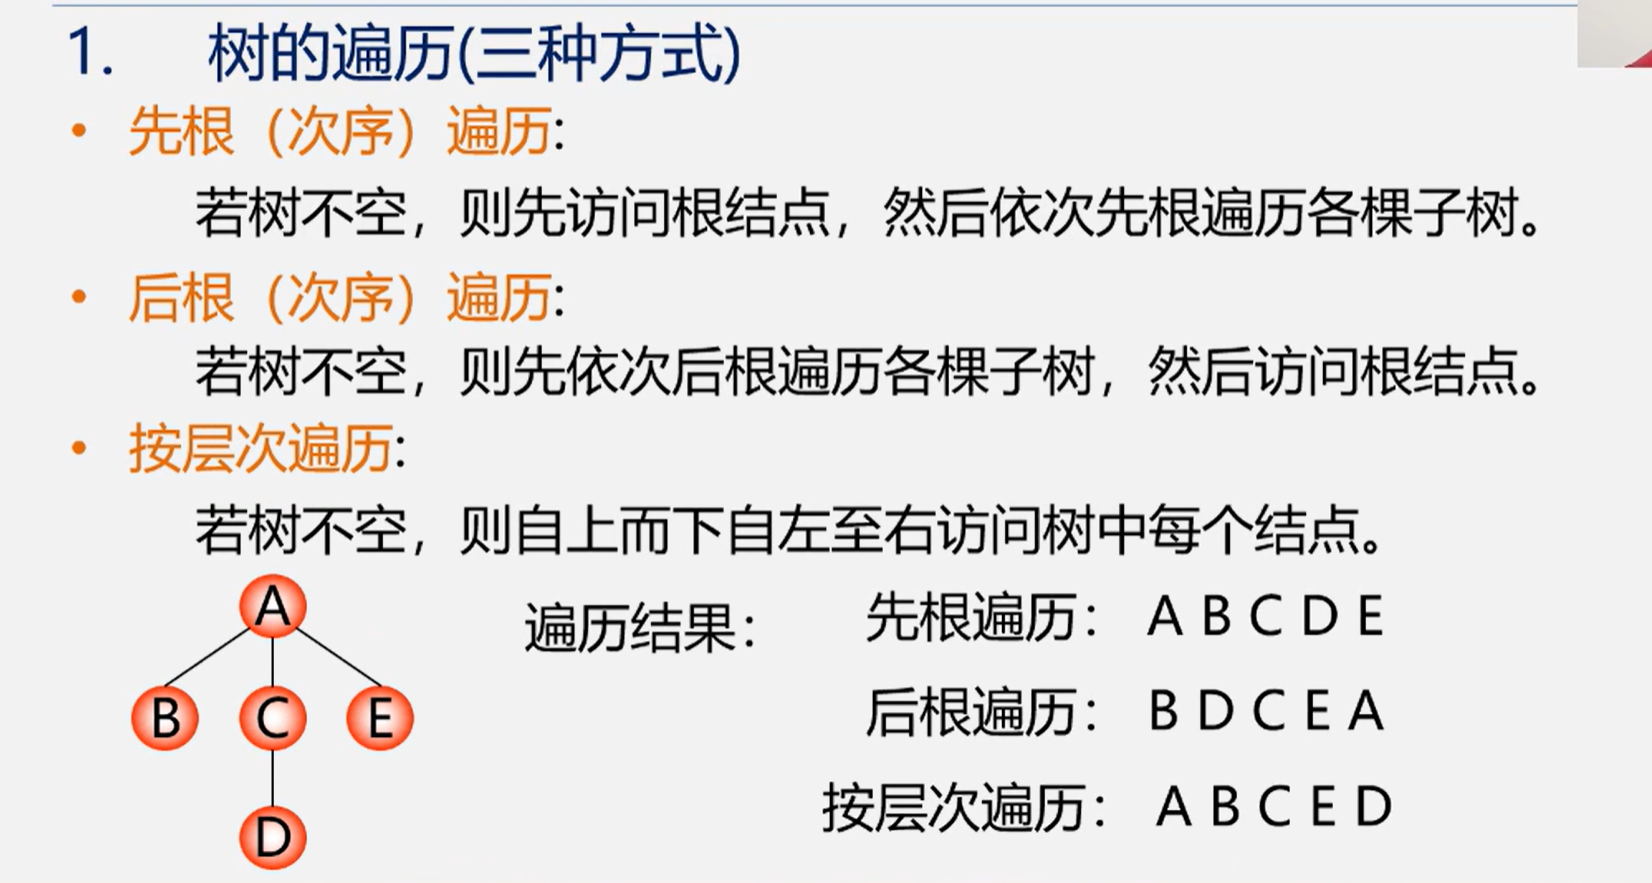 1. 树的遍历(三种方式)
• 先根（次序）遍历:
若树不空，则先访问根结点，然后依次先根遍历各棵子树。
• 后根（次序）遍历:
若树不空，则先依次后根遍历各棵子树，然后访问根结点。
• 按层次遍历:
若树不空，则自上而下自左至右访问树中每个结点。
A
B C E
D
遍历结果：
先根遍历： A B C D E
后根遍历： B D C E A
按层次遍历： A B C E D